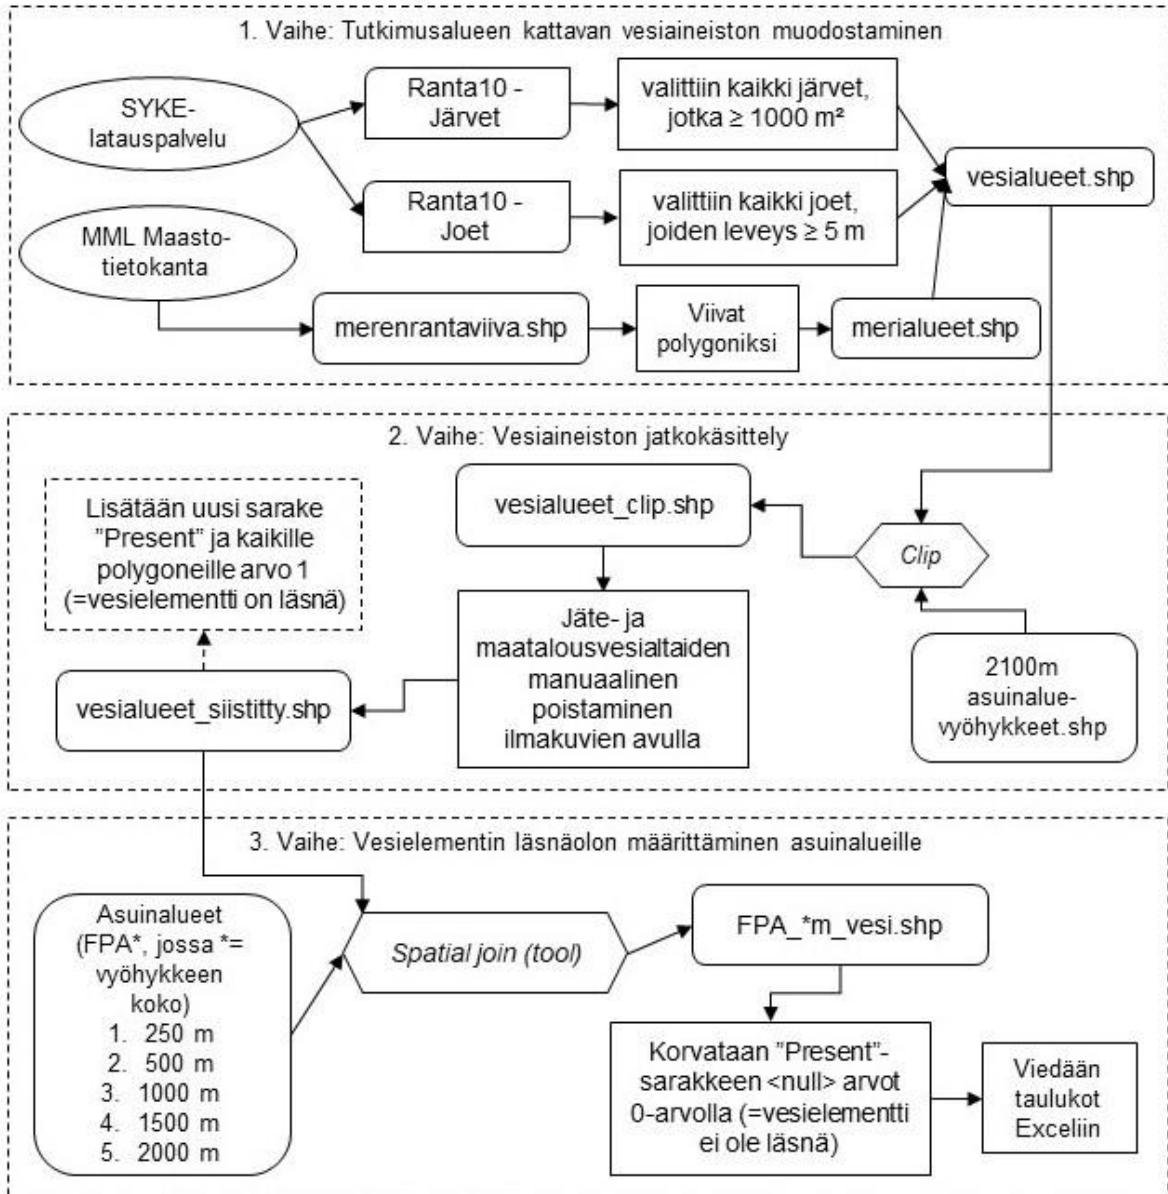 1. Vaihe: Tutkimusalueen kattavan vesiaineiston muodostaminen
SYKE-
latauspalvelu
Ranta10 -
Järvet
valittiin kaikki järvet,
jotka ≥ 1000 m²
vesialueet.shp
Ranta10 -
Joet
valittiin kaikki joet,
joiden leveys ≥ 5 m
MML Maasto-
tietokanta
merenrantaviiva.shp
Viivat
polygoniksi
merialueet.shp
2. Vaihe: Vesiaineiston jatkokäsittely
Lisätään uusi sarake
"Present" ja kaikille
polygoneille arvo 1
(=vesielementti on läsnä)
vesialueet_clip.shp
Clip
Jäte- ja
maatalousvesialtaiden
manuaalinen
poistaminen
ilmakuvien avulla
2100m
asuinalue-
vyöhykkeet.shp
vesialueet_siistitty.shp
3. Vaihe: Vesielementin läsnäolon määrittäminen asuinalueille
Asuinalueet
(FPA*, jossa *=
vyöhykkeen
koko)
1. 250 m
2. 500 m
3. 1000 m
4. 1500 m
5. 2000 m
Spatial join (tool)
FPA_*m_vesi.shp
Korvataan "Present"-
sarakkeen <null> arvot
0-arvolla (=vesielementti
ei ole läsnä)
Viedään
taulukot
Exceliin